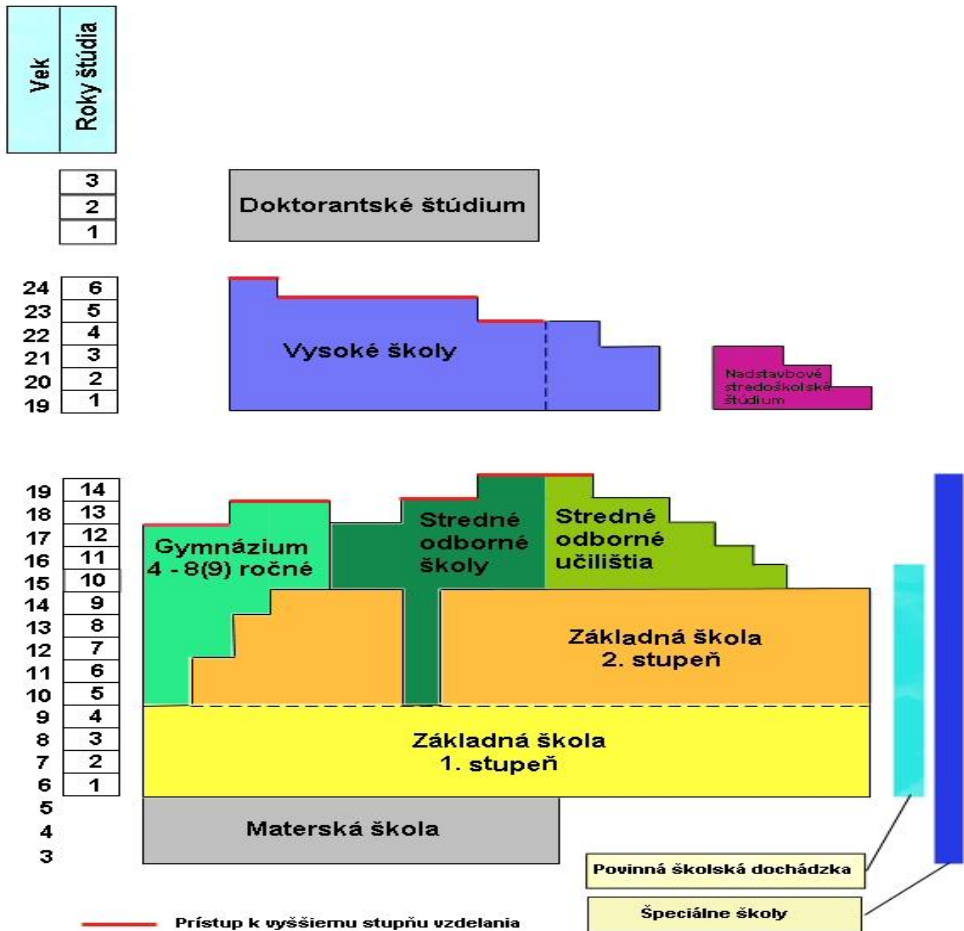 Vek
Roky štúdia
3
2
1
Doktorantské štúdium
24 6
23 5
22 4
21 3
20 2
19 1
Vysoké školy
Nadstavbové
stredoškolské
štúdium
19 14
18 13
17 12
16 11
15 10
14 9
13 8
12 7
11 6
10 5
9 4
8 3
7 2
6 1
5
4
3
Gymnázium
4 - 8(9) ročné
Stredné
odborné
školy
Stredné
odborné
učilištia
Základná škola
2. stupeň
Základná škola
1. stupeň
Materská škola
Povinná školská dochádzka
Špeciálne školy
Prístup k vyššiemu stupňu vzdelania